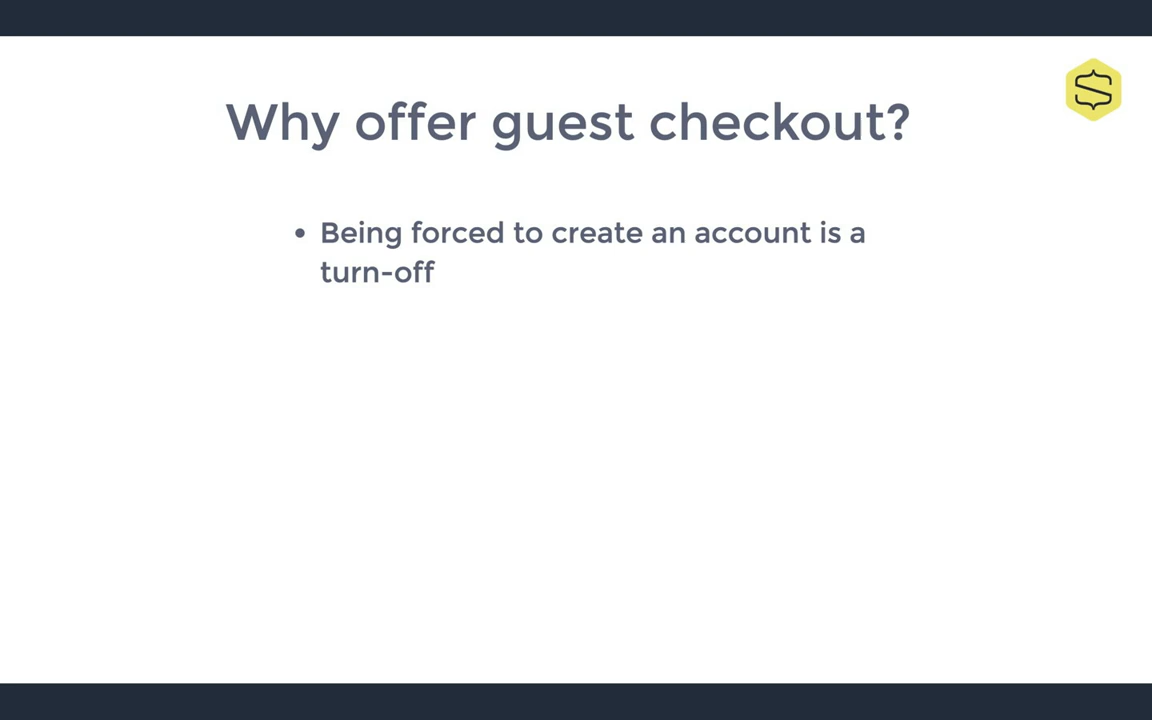 Why offer guest checkout?
• Being forced to create an account is a
turn-off